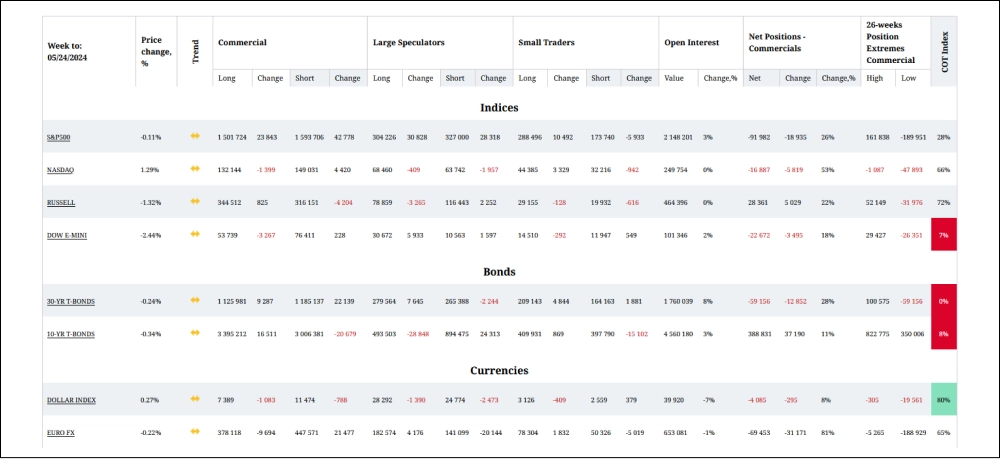 Week to: 05/24/2024 Price change, % Trend Commercial Large Speculators Small Traders Open Interest Net Positions - Commercials 26-weeks Position Extremes Commercial COT Index
Long Change Short Change Long Change Short Change Long Change Short Change Value Change,% Net Change Change,% High Low
Indices
S&P500 -0.11% 1 501 724 23 843 1 593 706 42 778 304 226 30 828 327 000 28 318 288 496 10 492 173 740 -5 933 2 148 201 3% -91 982 -18 935 26% 161 838 -189 951 28%
NASDAQ 1.29% 132 144 -1 399 149 031 4 420 68 460 -409 63 742 -1 957 44 385 3 329 32 216 -942 249 754 0% -16 887 -5 819 53% -1 087 -47 893 66%
RUSSELL -1.32% 344 512 825 316 151 -4 204 78 859 -3 265 116 443 2 252 29 155 -128 19 932 -616 464 396 0% 28 361 5 029 22% 52 149 -31 976 72%
DOW E-MINI -2.44% 53 739 -3 267 76 411 228 30 672 5 933 10 563 1 597 14 510 -292 11 947 549 101 346 2% -22 672 -3 495 18% 29 427 -26 351 7%
Bonds
30-YR T-BONDS -0.24% 1 125 981 9 287 1 185 137 22 139 279 564 7 645 265 388 -2 244 209 143 4 844 164 163 1 881 1 760 039 8% -59 156 -12 852 28% 100 575 -59 156 0%
10-YR T-BONDS -0.34% 3 395 212 16 511 3 006 381 -20 679 493 503 -28 848 894 475 24 313 409 931 869 397 790 -15 102 4 560 180 3% 388 831 37 190 11% 822 775 350 006 8%
Currencies
DOLLAR INDEX 0.27% 7 389 -1 083 11 474 -788 28 292 -1 390 24 774 -2 473 3 126 -409 2 559 379 39 920 -7% -4 085 -295 8% -305 -19 561 80%
EURO FX -0.22% 378 118 -9 694 447 571 21 477 182 574 4 176 141 099 -20 144 78 304 1 832 50 326 -5 019 653 081 -1% -69 453 -31 171 81% -5 265 -188 929 65%